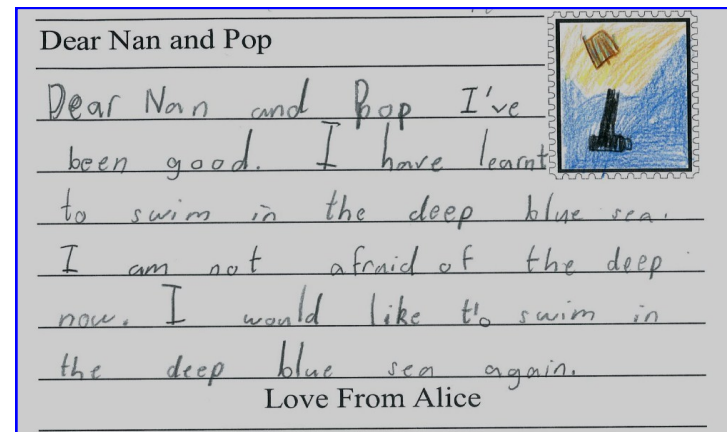 Dear Nan and Pop
Dear Nan and Pop I've
been good. I have learnt
to swim in the deep blue sea.
I am not afraid of the deep
now. I would like to swim in
the deep blue sea again.
Love From Alice